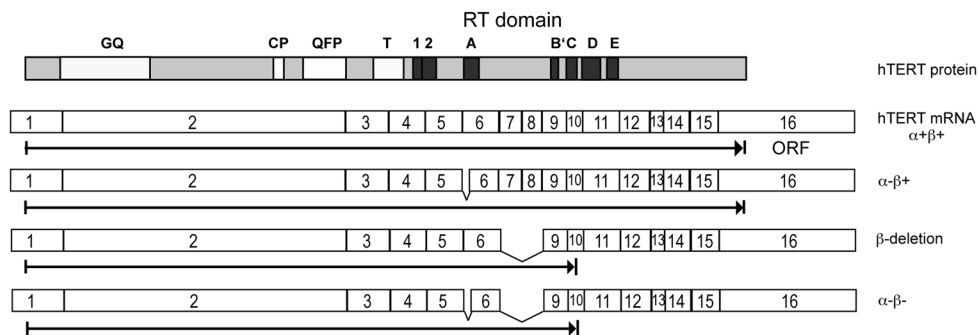 RT domain
GQ CP QFP T 1 2 A B‘ C D E
hTERT protein
1 2 3 4 5 6 7 8 9 10 11 12 13 14 15 16 hTERT mRNA
α+β+
ORF
1 2 3 4 5 6 7 8 9 10 11 12 13 14 15 16 α-β+
1 2 3 4 5 6 9 10 11 12 13 14 15 16 β-deletion
1 2 3 4 5 6 9 10 11 12 13 14 15 16 α-β-